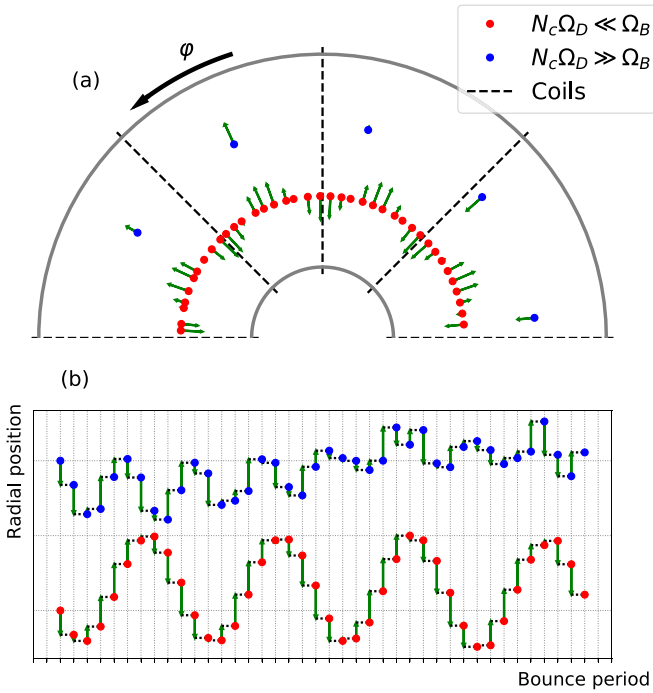 φ
(a)
N_cΩ_D ≪ Ω_B
N_cΩ_D ≫ Ω_B
Coils
(b)
Radial position
Bounce period